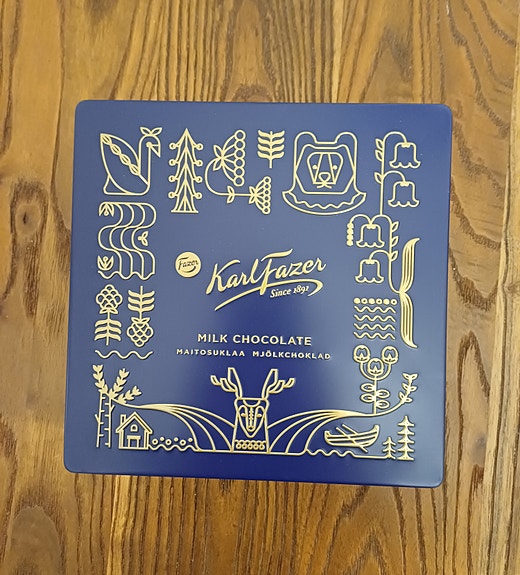 Fazer
Karl Fazer
Since 1891
MILK CHOCOLATE
MAITOSUKLAA MJÖLKCHOKLAD